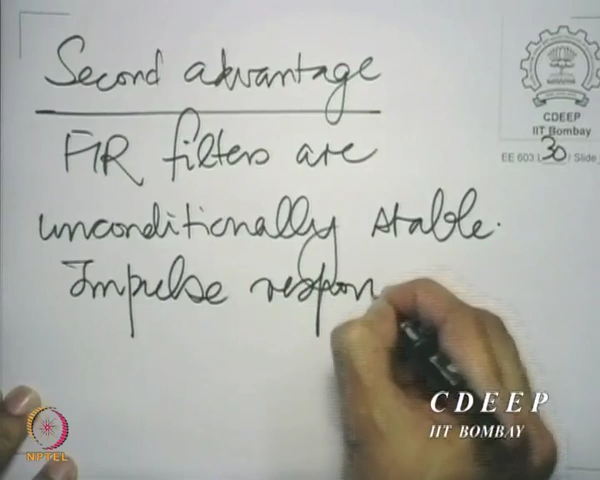 Second advantage
CDEEP
IIT Bombay
EE 603 L 30 / Slide
FIR filters are
unconditionally stable.
Impulse respon
CDEEP
IIT BOMBAY
NPTEL